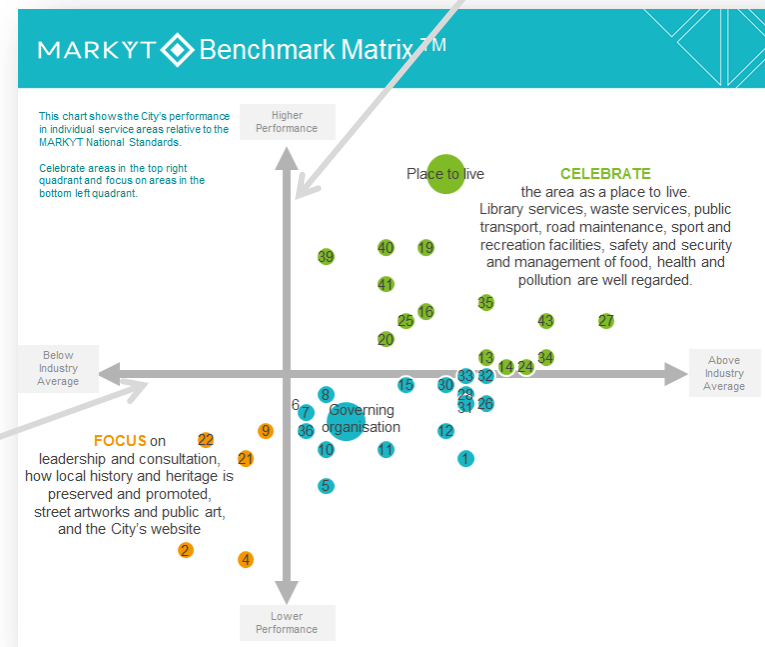 MARKYT Benchmark Matrix ™
This chart shows the City's performance
in individual service areas relative to the
MARKYT National Standards.
Celebrate areas in the top right
quadrant and focus on areas in the
bottom left quadrant.
Higher
Performance
Place to live
CELEBRATE
the area as a place to live.
Library services, waste services, public
transport, road maintenance, sport and
recreation facilities, safety and security
and management of food, health and
pollution are well regarded.
39
40
19
41
35
16
25
43
27
20
13
14
24
34
Below
Industry
Average
Above
Industry
Average
33
32
15
30
8
29
31
26
6
7
Governing
organisation
36
12
10
11
1
5
9
22
21
FOCUS on
leadership and consultation,
how local history and heritage is
preserved and promoted,
street artworks and public art,
and the City's website
2
4
Lower
Performance